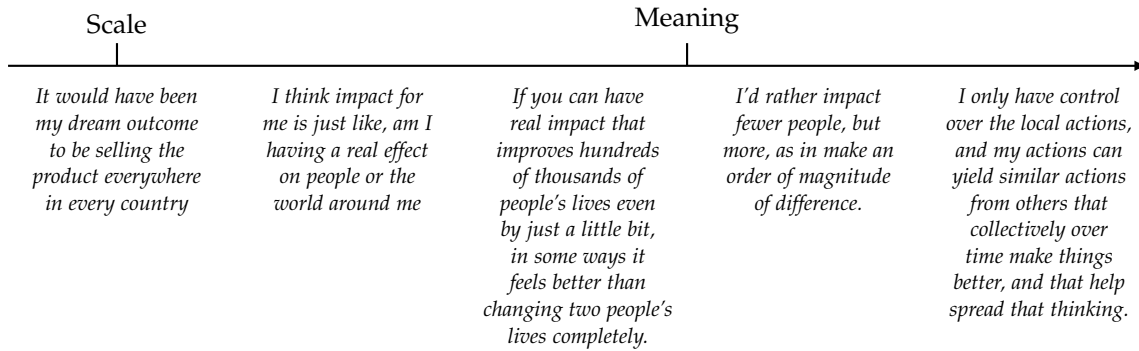 Scale
Meaning
It would have been
my dream outcome
to be selling the
product everywhere
in every country
I think impact for
me is just like, am I
having a real effect
on people or the
world around me
If you can have
real impact that
improves hundreds
of thousands of
people's lives even
by just a little bit,
in some ways it
feels better than
changing two people's
lives completely.
I'd rather impact
fewer people, but
more, as in make an
order of magnitude
of difference.
I only have control
over the local actions,
and my actions can
yield similar actions
from others that
collectively over
time make things
better, and that help
spread that thinking.